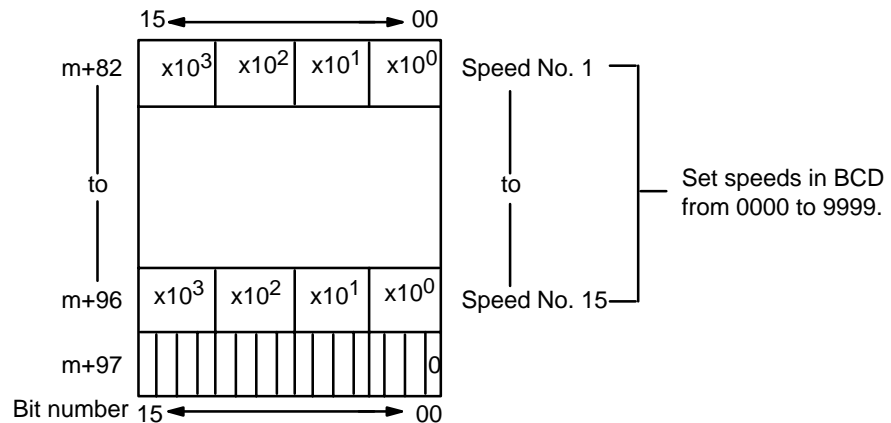 15 00
m+82 x10³ x10² x10¹ x10⁰ Speed No. 1
to to Set speeds in BCD
from 0000 to 9999.
m+96 x10³ x10² x10¹ x10⁰ Speed No. 15
m+97 0
Bit number 15 00